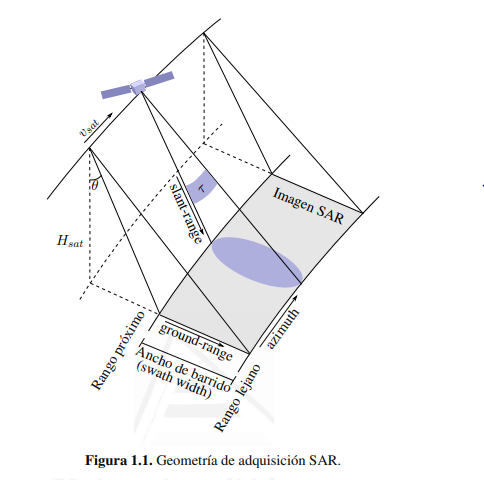 v_sat
θ
τ
slant-range
Imagen SAR
H_sat
ground-range
azimuth
Rango próximo
Ancho de barrido
(swath width)
Rango lejano
Figura 1.1. Geometría de adquisición SAR.